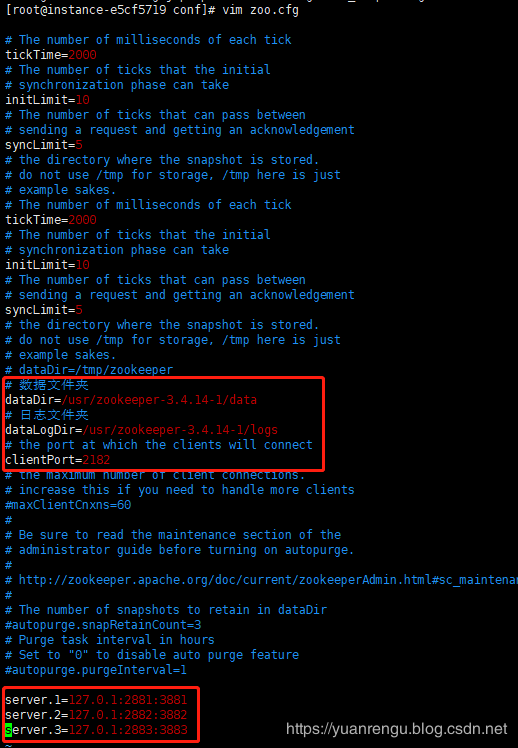 [root@instance-e5cf5719 conf]# vim zoo.cfg
# The number of milliseconds of each tick
tickTime=2000
# The number of ticks that the initial
# synchronization phase can take
initLimit=10
# The number of ticks that can pass between
# sending a request and getting an acknowledgement
syncLimit=5
# the directory where the snapshot is stored.
# do not use /tmp for storage, /tmp here is just
# example sakes.
# The number of milliseconds of each tick
tickTime=2000
# The number of ticks that the initial
# synchronization phase can take
initLimit=10
# The number of ticks that can pass between
# sending a request and getting an acknowledgement
syncLimit=5
# the directory where the snapshot is stored.
# do not use /tmp for storage, /tmp here is just
# example sakes.
# dataDir=/tmp/zookeeper
# 数据文件夹
dataDir=/usr/zookeeper-3.4.14-1/data
# 日志文件夹
dataLogDir=/usr/zookeeper-3.4.14-1/logs
# the port at which the clients will connect
clientPort=2182
# the maximum number of client connections.
# increase this if you need to handle more clients
#maxClientCnxns=60
#
# Be sure to read the maintenance section of the
# administrator guide before turning on autopurge.
#
# http://zookeeper.apache.org/doc/current/zookeeperAdmin.html#sc_maintenan
#
# The number of snapshots to retain in dataDir
#autopurge.snapRetainCount=3
# Purge task interval in hours
# Set to "0" to disable auto purge feature
#autopurge.purgeInterval=1
server.1=127.0.1:2881:3881
server.2=127.0.1:2882:3882
server.3=127.0.1:2883:3883
~
https://yuanrengu.blog.csdn.net